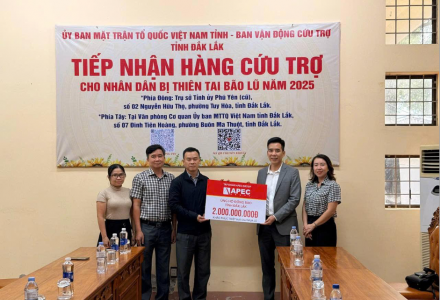 ỦY BAN MẶT TRẬN TỔ QUỐC VIỆT NAM TỈNH - BAN VẬN ĐỘNG CỨU TRỢ
TỈNH ĐẮK LẮK
TIẾP NHẬN HÀNG CỨU TRỢ
CHO NHÂN DÂN BỊ THIÊN TAI BÃO LŨ NĂM 2025
*Phía Đông: Trụ sở Tỉnh ủy Phú Yên (cũ),
số 02 Nguyễn Hữu Thọ, phường Tuy Hòa, tỉnh Đắk Lắk.
*Phía Tây: Tại Văn phòng Cơ quan Ủy ban MTTQ Việt Nam tỉnh Đắk Lắk,
số 07 Đinh Tiên Hoàng, phường Buôn Ma Thuột, tỉnh Đắk Lắk.
APEC
2.000.000.000Đ